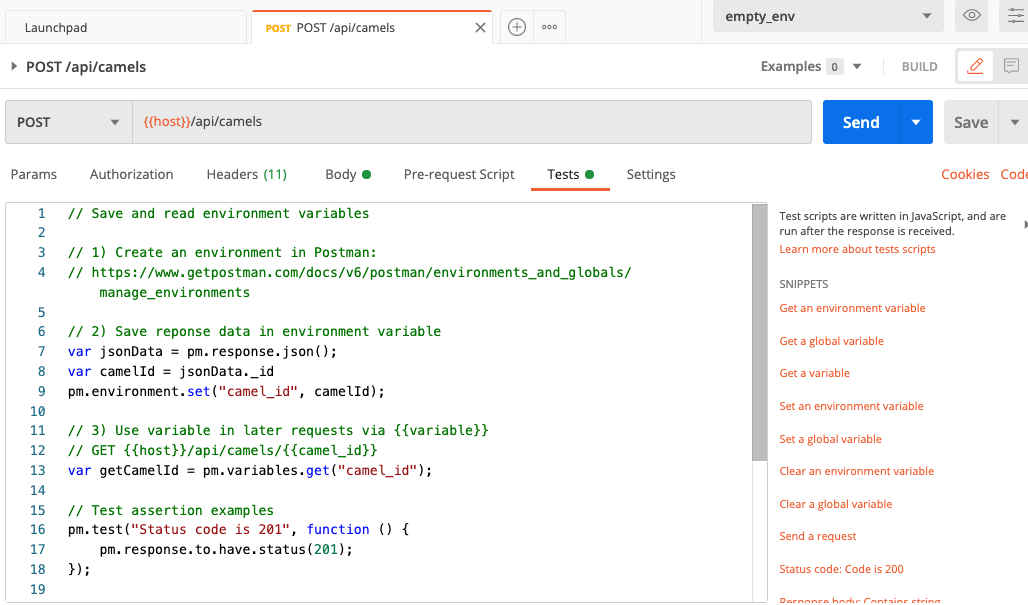 Launchpad
POST POST /api/camels
empty_env
POST /api/camels
Examples 0
BUILD
POST
{{host}}/api/camels
Send
Save
Params
Authorization
Headers (11)
Body
Pre-request Script
Tests
Settings
Cookies
Code
1 // Save and read environment variables
2
3 // 1) Create an environment in Postman:
4 // https://www.getpostman.com/docs/v6/postman/environments_and_globals/
manage_environments
5
6 // 2) Save reponse data in environment variable
7 var jsonData = pm.response.json();
8 var camelId = jsonData._id
9 pm.environment.set("camel_id", camelId);
10
11 // 3) Use variable in later requests via {{variable}}
12 // GET {{host}}/api/camels/{{camel_id}}
13 var getCamelId = pm.variables.get("camel_id");
14
15 // Test assertion examples
16 pm.test("Status code is 201", function () {
17 pm.response.to.have.status(201);
18 });
19
Test scripts are written in JavaScript, and are
run after the response is received.
Learn more about tests scripts
SNIPPETS
Get an environment variable
Get a global variable
Get a variable
Set an environment variable
Set a global variable
Clear an environment variable
Clear a global variable
Send a request
Status code: Code is 200
Response body: Contains string